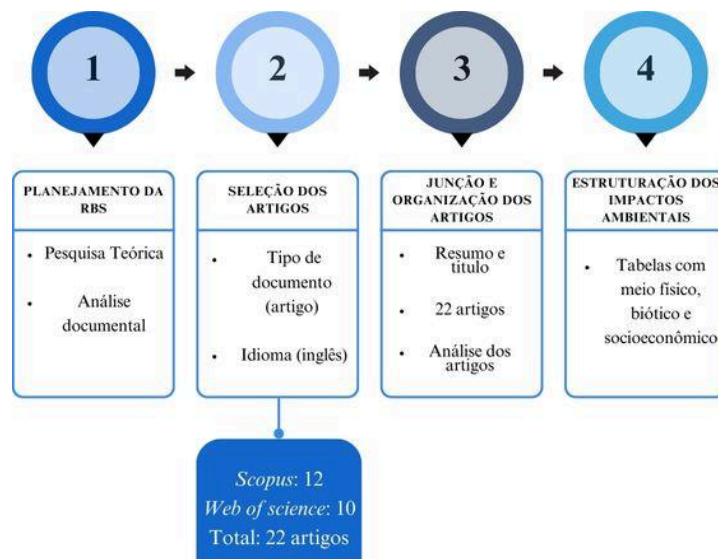 1
2
3
4
PLANEJAMENTO DA
RBS
• Pesquisa Teórica
• Análise
documental
SELEÇÃO DOS
ARTIGOS
• Tipo de
documento
(artigo)
• Idioma (inglês)
Scopus: 12
Web of science: 10
Total: 22 artigos
JUNÇÃO E
ORGANIZAÇÃO DOS
ARTIGOS
• Resumo e
titulo
• 22 artigos
• Análise dos
artigos
ESTRUTURAÇÃO DOS
IMPACTOS
AMBIENTAIS
• Tabelas com
meio físico,
biótico e
socioeconômico